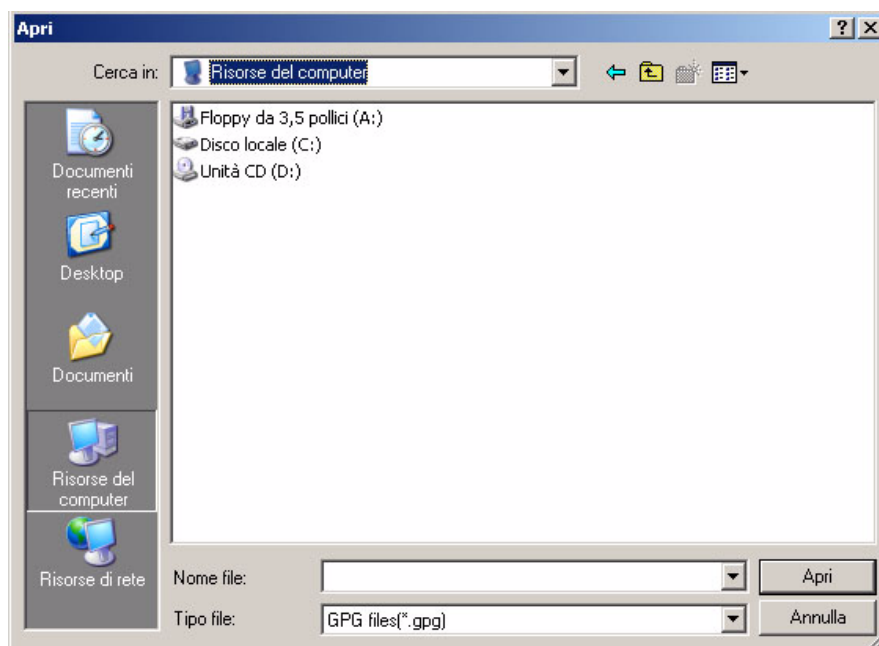 Apri
Cerca in: Risorse del computer
Floppy da 3,5 pollici (A:)
Disco locale (C:)
Unità CD (D:)
Documenti
recenti
Desktop
Documenti
Risorse del
computer
Risorse di rete
Nome file:
Apri
Tipo file: GPG files(*.gpg)
Annulla